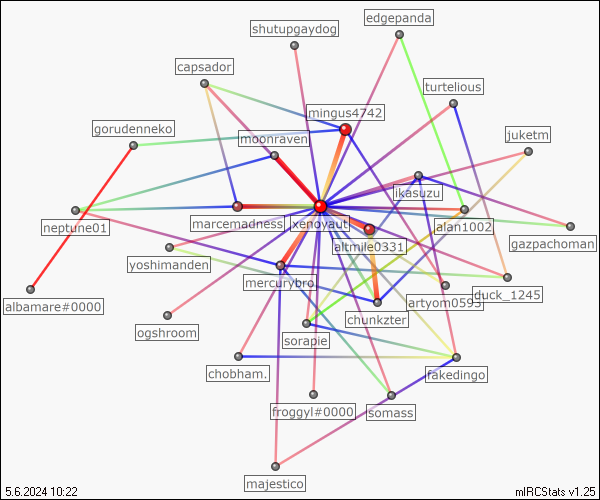 edgepanda
shutupgaydog
capsador
turtelious
mingus4742
gorudenneko
moonraven
juketm
ikasuzu
neptune01
marcemadness
xenoyaut
alan1002
gazpachoman
altmile0331
yoshimanden
mercurybro.
albamare#0000
artyom0593
duck_1245
chunkzter
ogshroom
sorapie
chobham.
fakedingo
froggyl#0000
somass
majestico
5.6.2024 10:22
mIRCStats v1.25